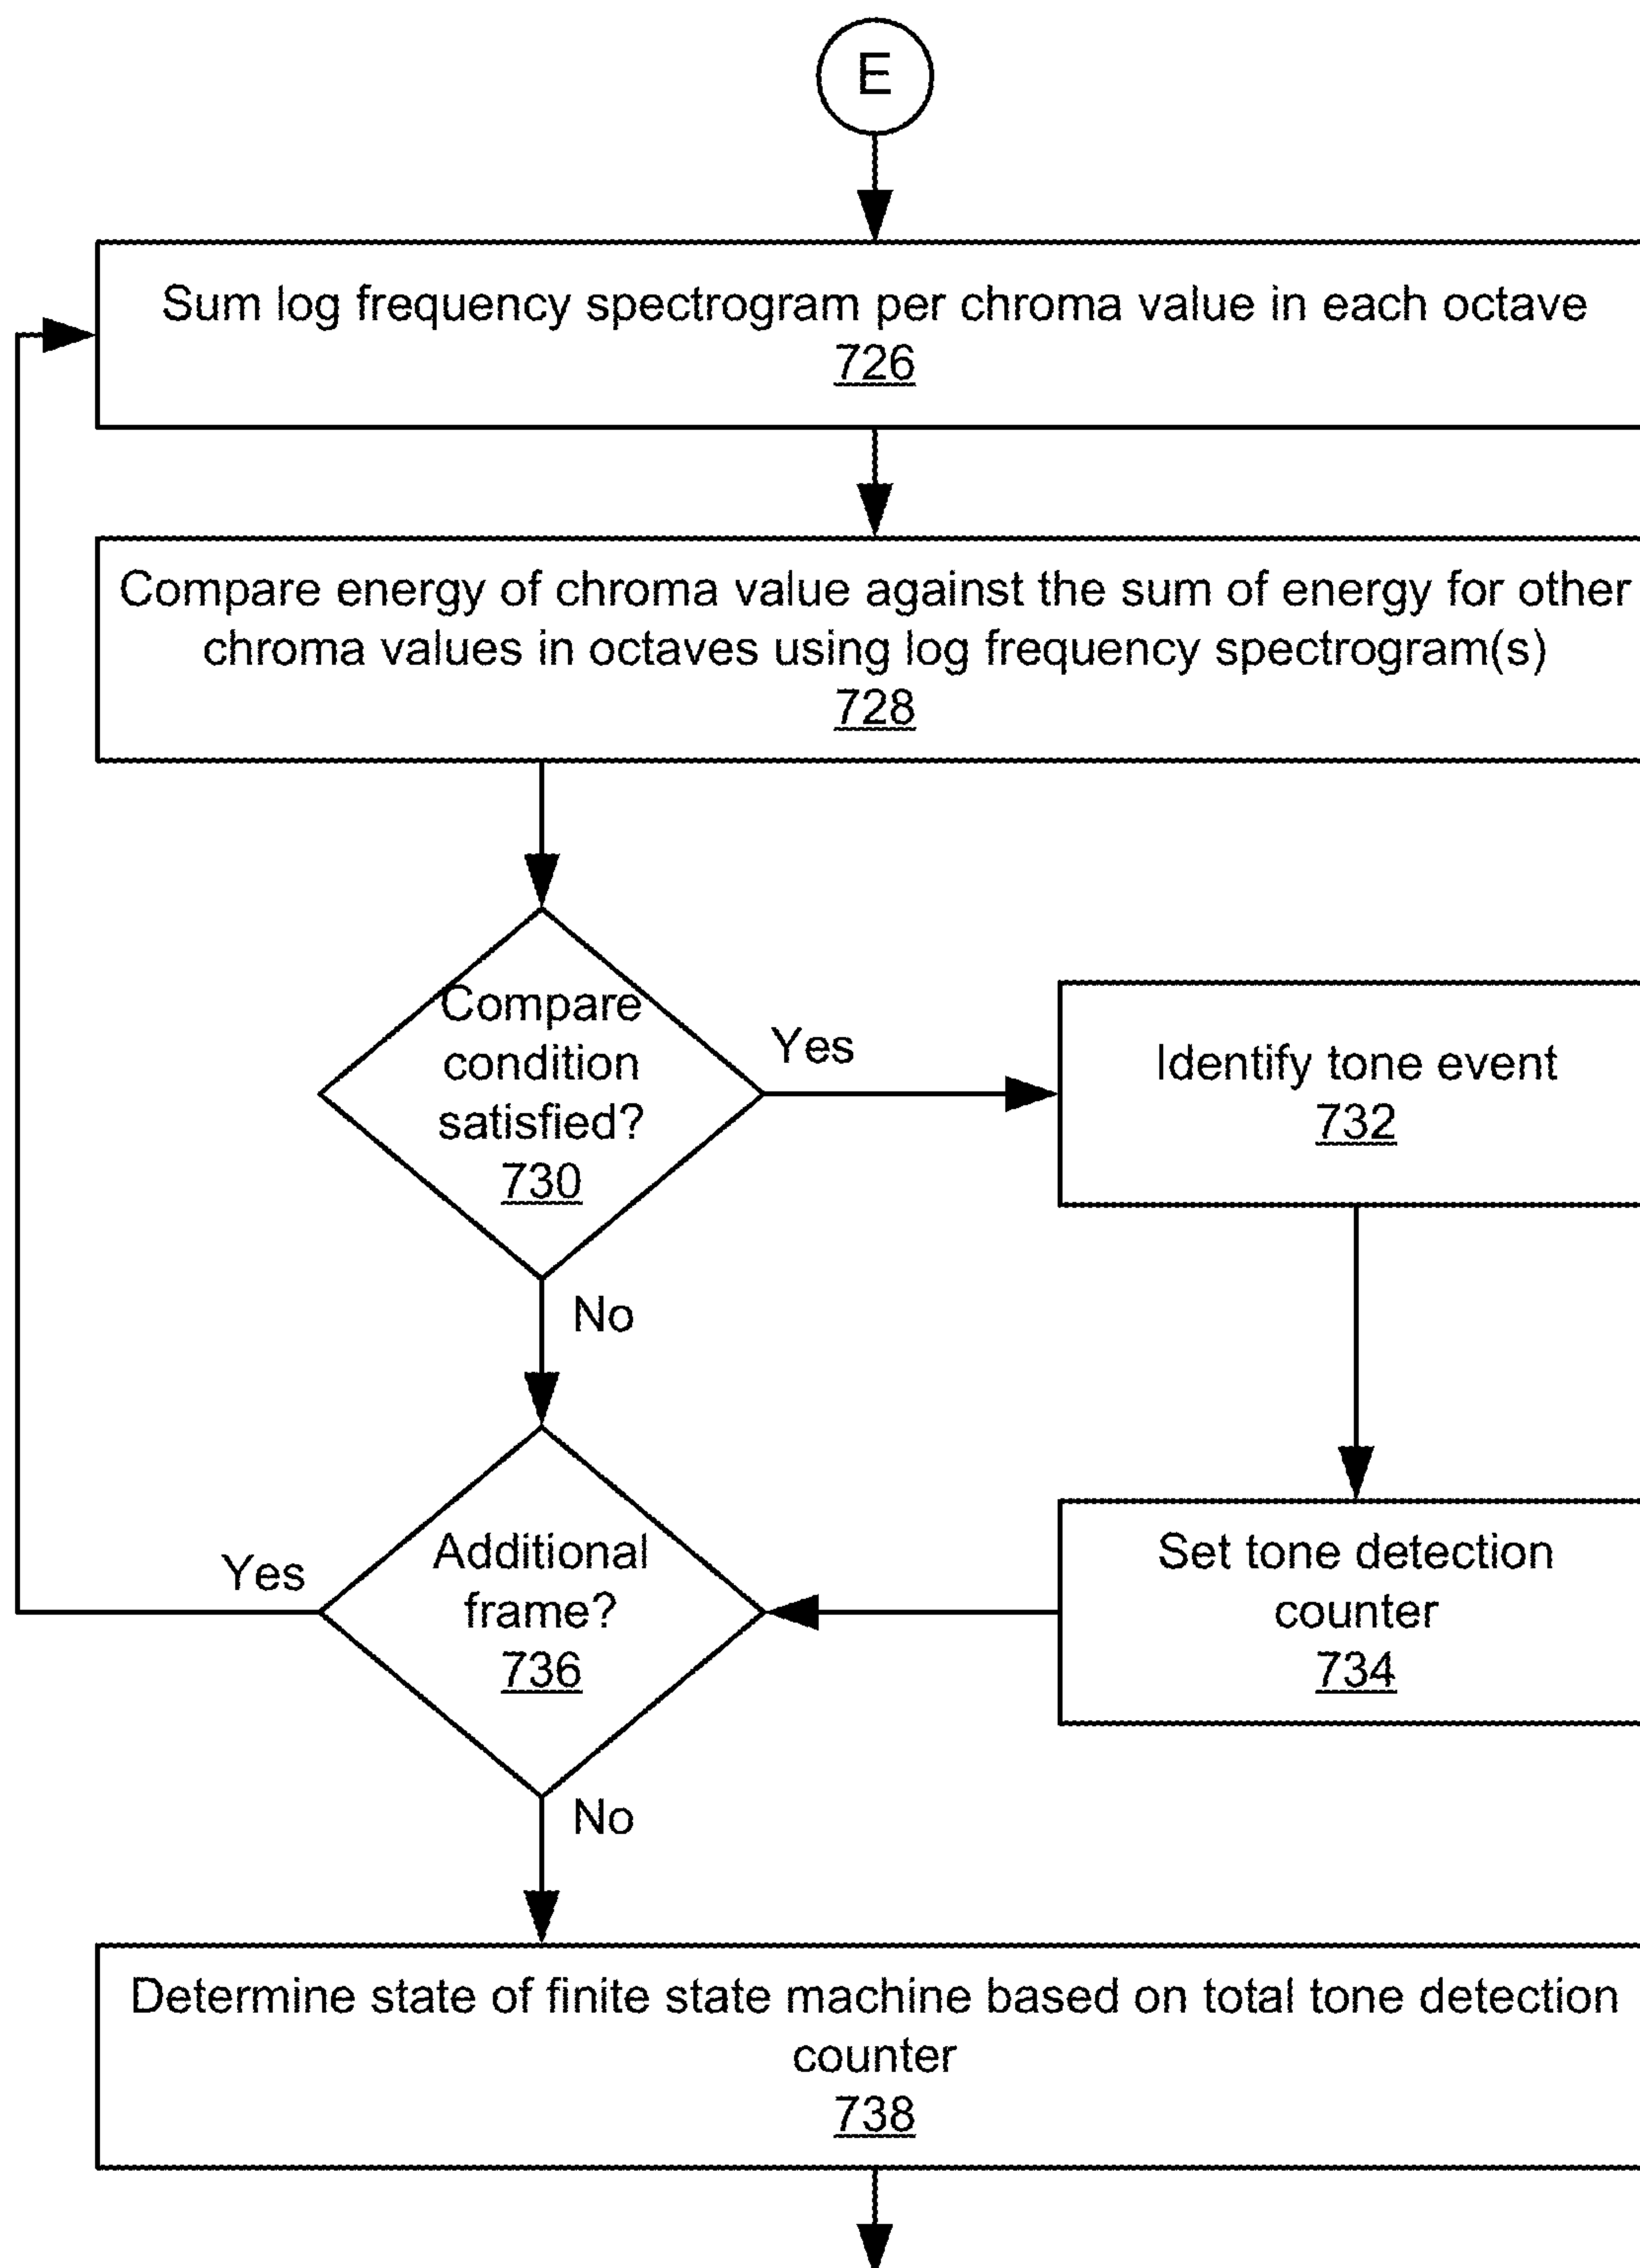 E
Sum log frequency spectrogram per chroma value in each octave
726
Compare energy of chroma value against the sum of energy for other
chroma values in octaves using log frequency spectrogram(s)
728
Compare
condition
satisfied?
730
Yes
Identify tone event
732
No
Additional
frame?
736
Yes
Set tone detection
counter
734
No
Determine state of finite state machine based on total tone detection
counter
738